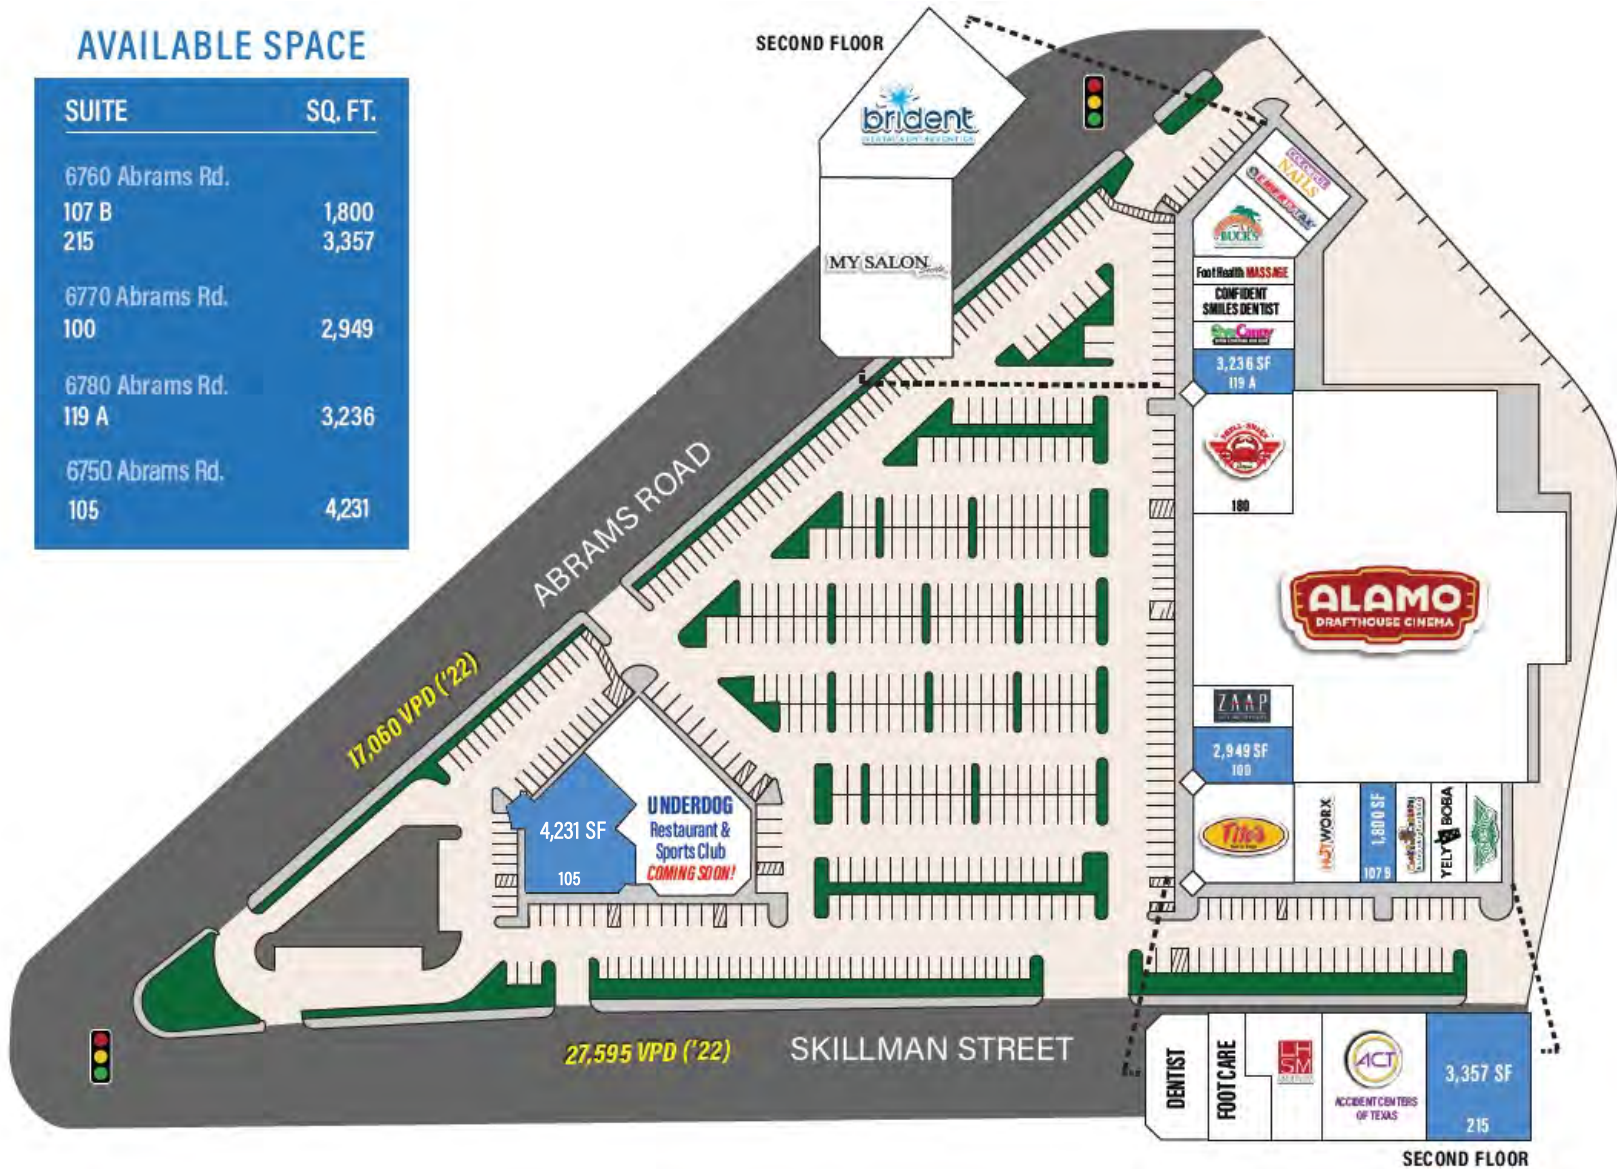 AVAILABLE SPACE
SUITE SQ. FT.
6760 Abrams Rd.
107 B 1,800
215 3,357
6770 Abrams Rd.
100 2,949
6780 Abrams Rd.
119 A 3,236
6750 Abrams Rd.
105 4,231
SECOND FLOOR
brident
MY SALON
NAILS
BUCK'S
Foot Health MASSAGE
CONFIDENT
SMILES DENTIST
3,236 SF
119 A
180
ALAMO
DRAFTHOUSE CINEMA
ZAAP
2,949 SF
100
HOTWORX
1,800 SF
107 B
YELY BOBA
ABRAMS ROAD
17,060 VPD ('22)
4,231 SF
105
UNDERDOG
Restaurant &
Sports Club
COMING SOON!
27,595 VPD ('22)
SKILLMAN STREET
DENTIST
FOOTCARE
LH
SM
ACT
ACCIDENT CENTERS
OF TEXAS
3,357 SF
215
SECOND FLOOR